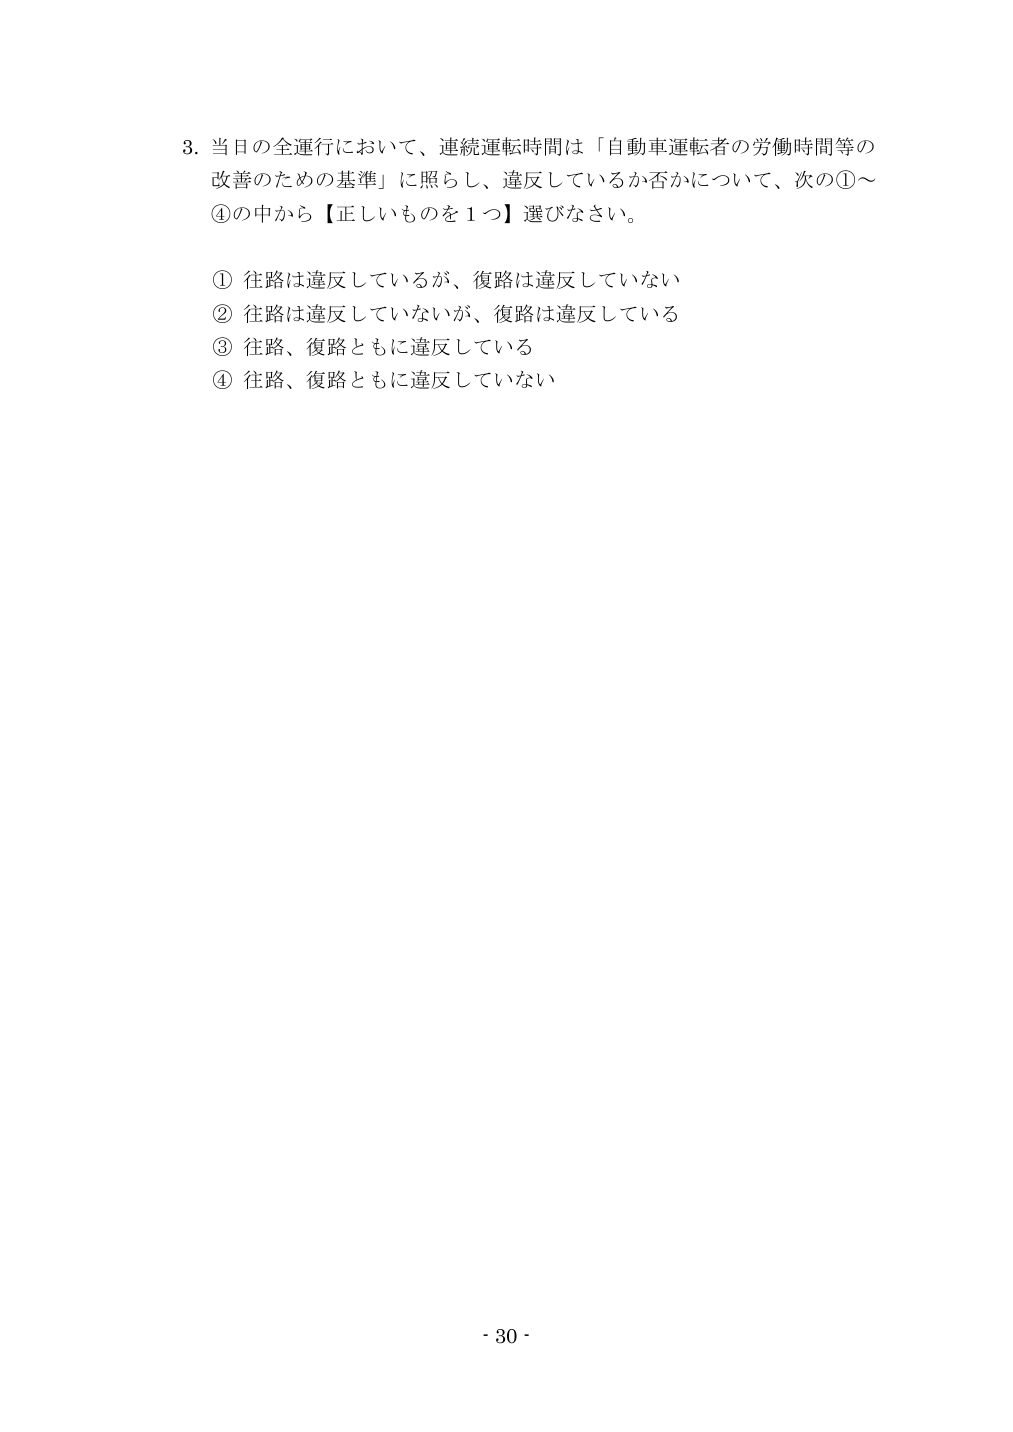 3. 当日の全運行において、連続運転時間は「自動車運転者の労働時間等の
改善のための基準」に照らし、違反しているか否かについて、次の①～
④の中から【正しいものを１つ】選びなさい。
① 往路は違反しているが、復路は違反していない
② 往路は違反していないが、復路は違反している
③ 往路、復路ともに違反している
④ 往路、復路ともに違反していない
- 30 -